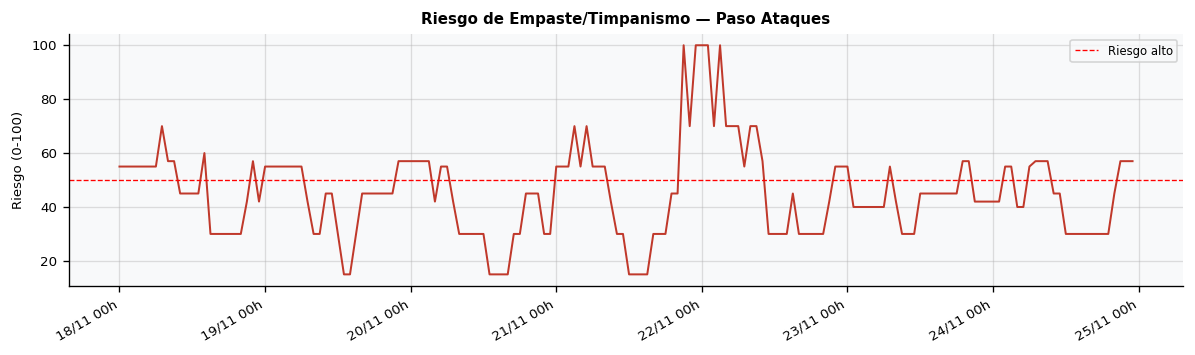 Riesgo de Empaste/Timpanismo — Paso Ataques
Riesgo alto
Riesgo (0-100)
100
80
60
40
20
18/11 00h
19/11 00h
20/11 00h
21/11 00h
22/11 00h
23/11 00h
24/11 00h
25/11 00h